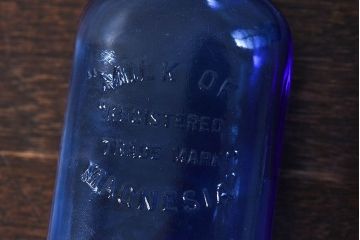 "MILK OF
REGISTERED
TRADE MARK
MAGNESIA"